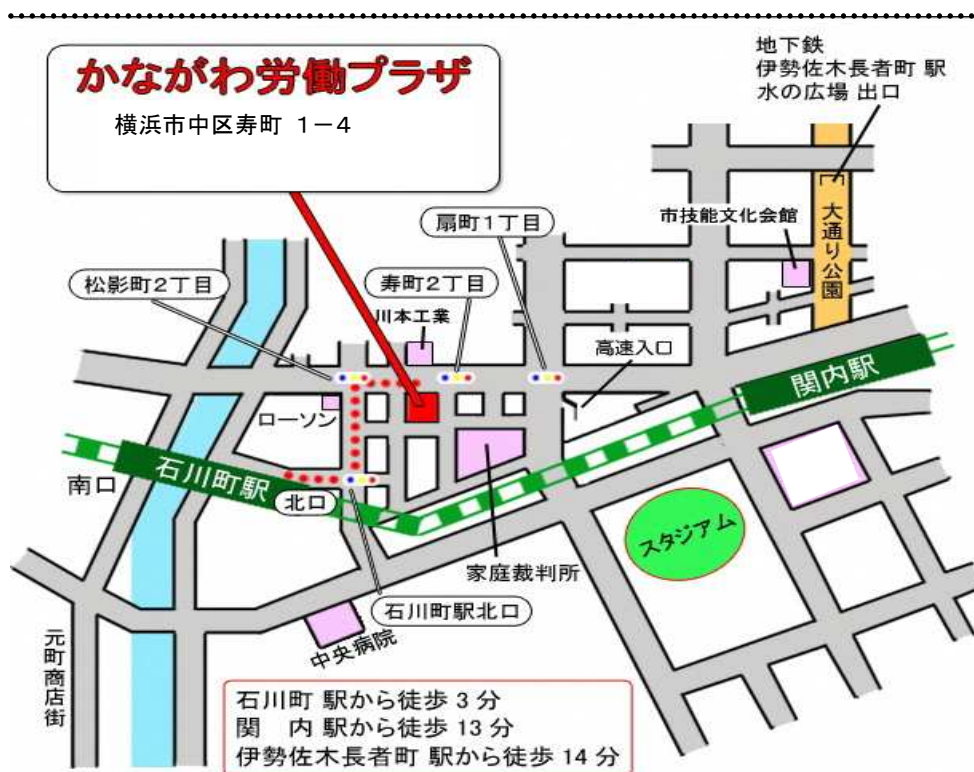 かながわ労働プラザ
横浜市中区寿町 1－4
地下鉄
伊勢佐木長者町 駅
水の広場 出口
扇町1丁目
市技能文化会館
大通り公園
松影町2丁目
寿町2丁目
川本工業
高速入口
関内駅
ローソン
石川町駅
南口
北口
スタジアム
家庭裁判所
石川町駅北口
中央病院
元町商店街
石川町 駅から徒歩 3 分
関　内 駅から徒歩 13 分
伊勢佐木長者町 駅から徒歩 14 分